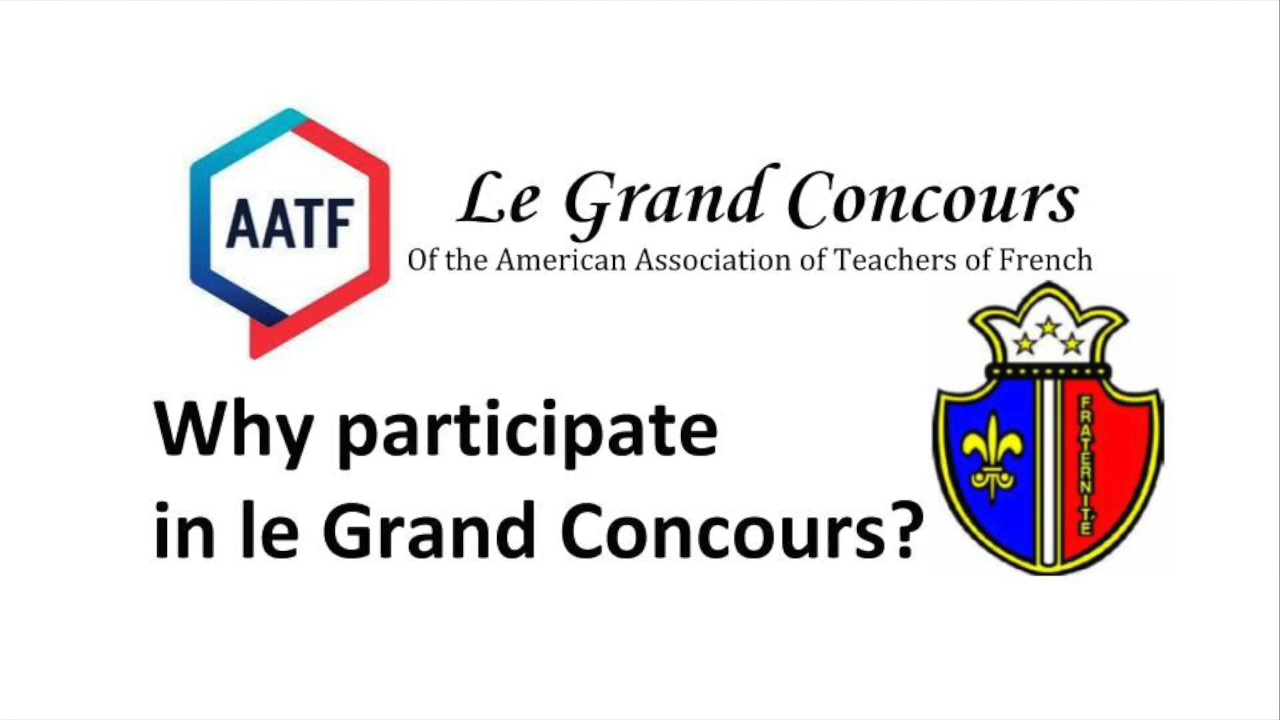 AATF
Le Grand Concours
Of the American Association of Teachers of French
Why participate
in le Grand Concours?
FRATERNITÉ